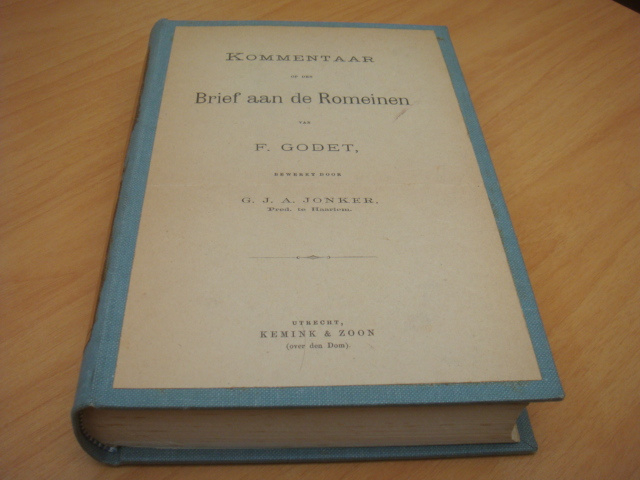 KOMMENTAAR
OP DEN
Brief aan de Romeinen
VAN
F. GODET,
BEWERKT DOOR
G. J. A. JONKER,
Pred. te Haarlem.
UTRECHT,
KEMINK & ZOON
(over den Dom).